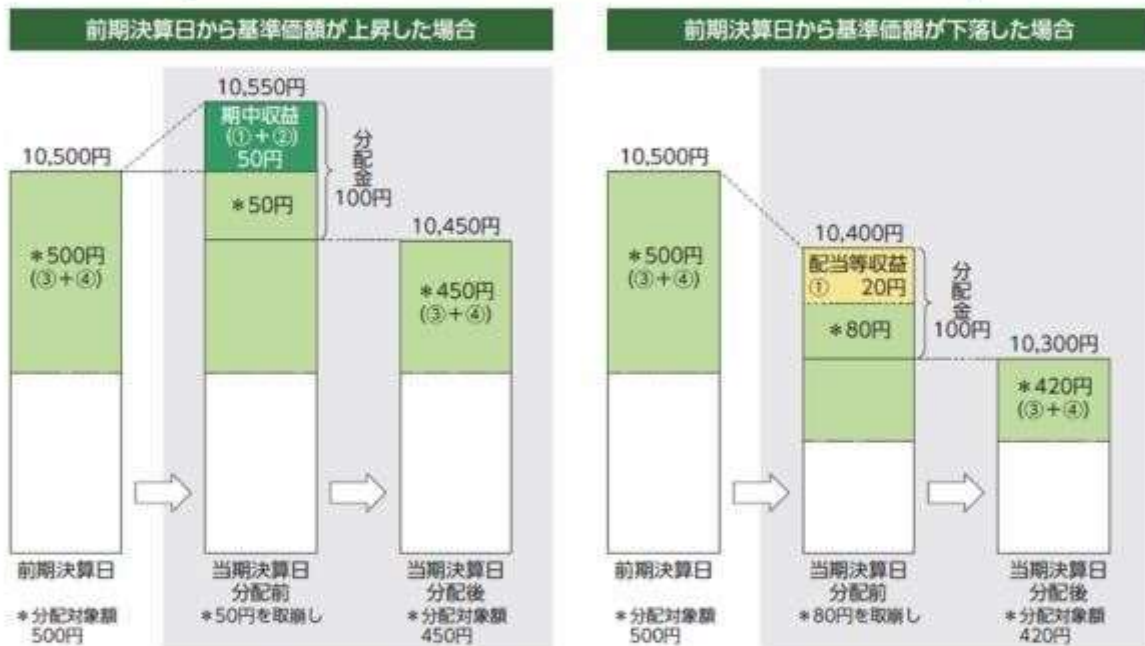 前期決算日から基準価額が上昇した場合
10,550円
期中収益
(①+②)
50円
分配金
100円
10,500円
*50円
10,450円
*500円
(③+④)
*450円
(③+④)
前期決算日
当期決算日
分配前
当期決算日
分配後
*分配対象額
500円
*50円を取崩し
*分配対象額
450円
前期決算日から基準価額が下落した場合
10,500円
10,400円
*500円
(③+④)
配当等収益
① 20円
分配金
100円
*80円
10,300円
*420円
(③+④)
前期決算日
当期決算日
分配前
当期決算日
分配後
*分配対象額
500円
*80円を取崩し
*分配対象額
420円